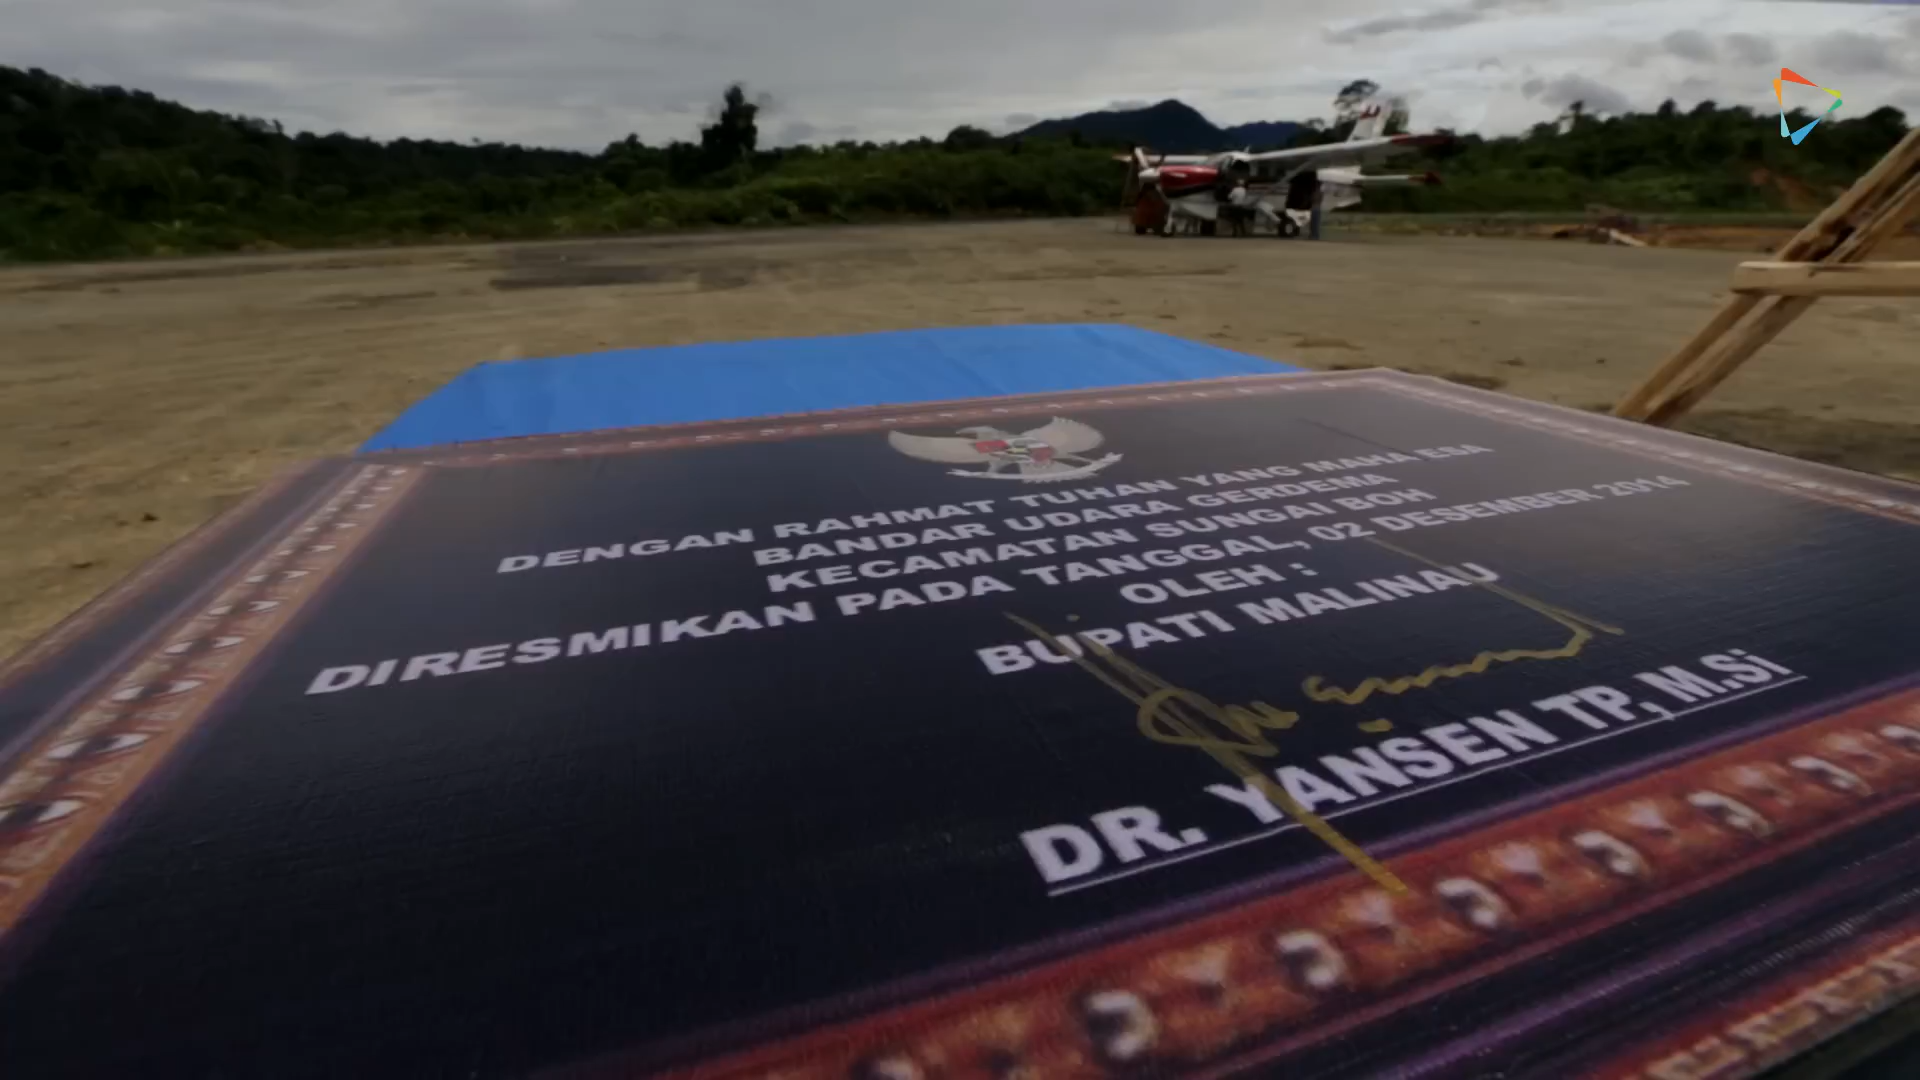 DENGAN RAHMAT TUHAN YANG MAHA ESA
BANDAR UDARA GERDEMA
KECAMATAN SUNGAI BOH
DIRESMIKAN PADA TANGGAL, 02 DESEMBER 2014
OLEH :
BUPATI MALINAU
DR. YANSEN TP, M.Si